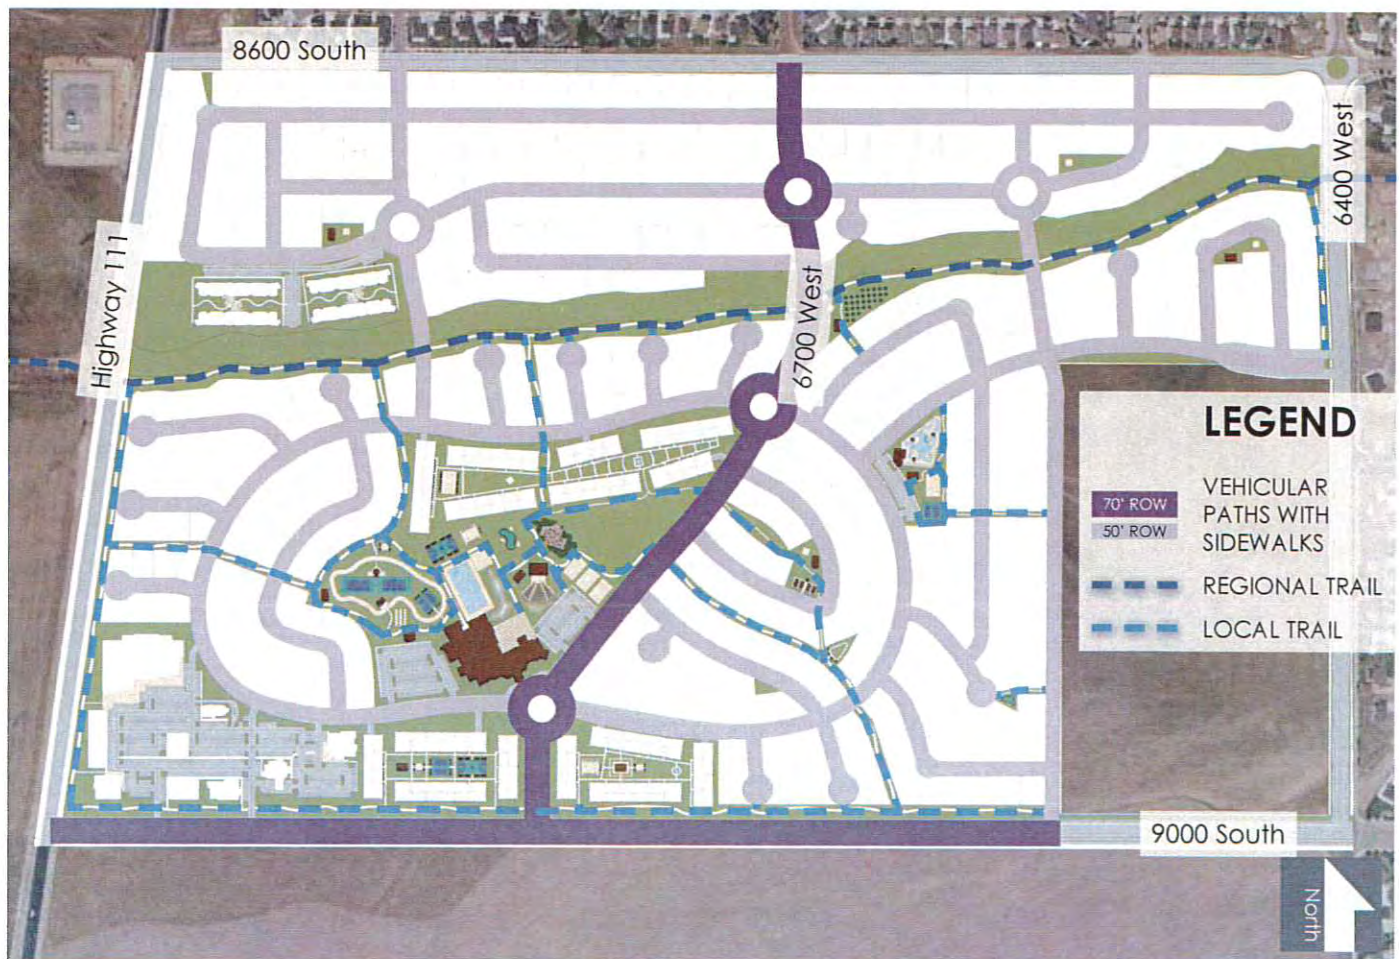 8600 South
6400 West
Highway 111
6700 West
LEGEND
70' ROW
50' ROW
VEHICULAR
PATHS WITH
SIDEWALKS
REGIONAL TRAIL
LOCAL TRAIL
9000 South
North